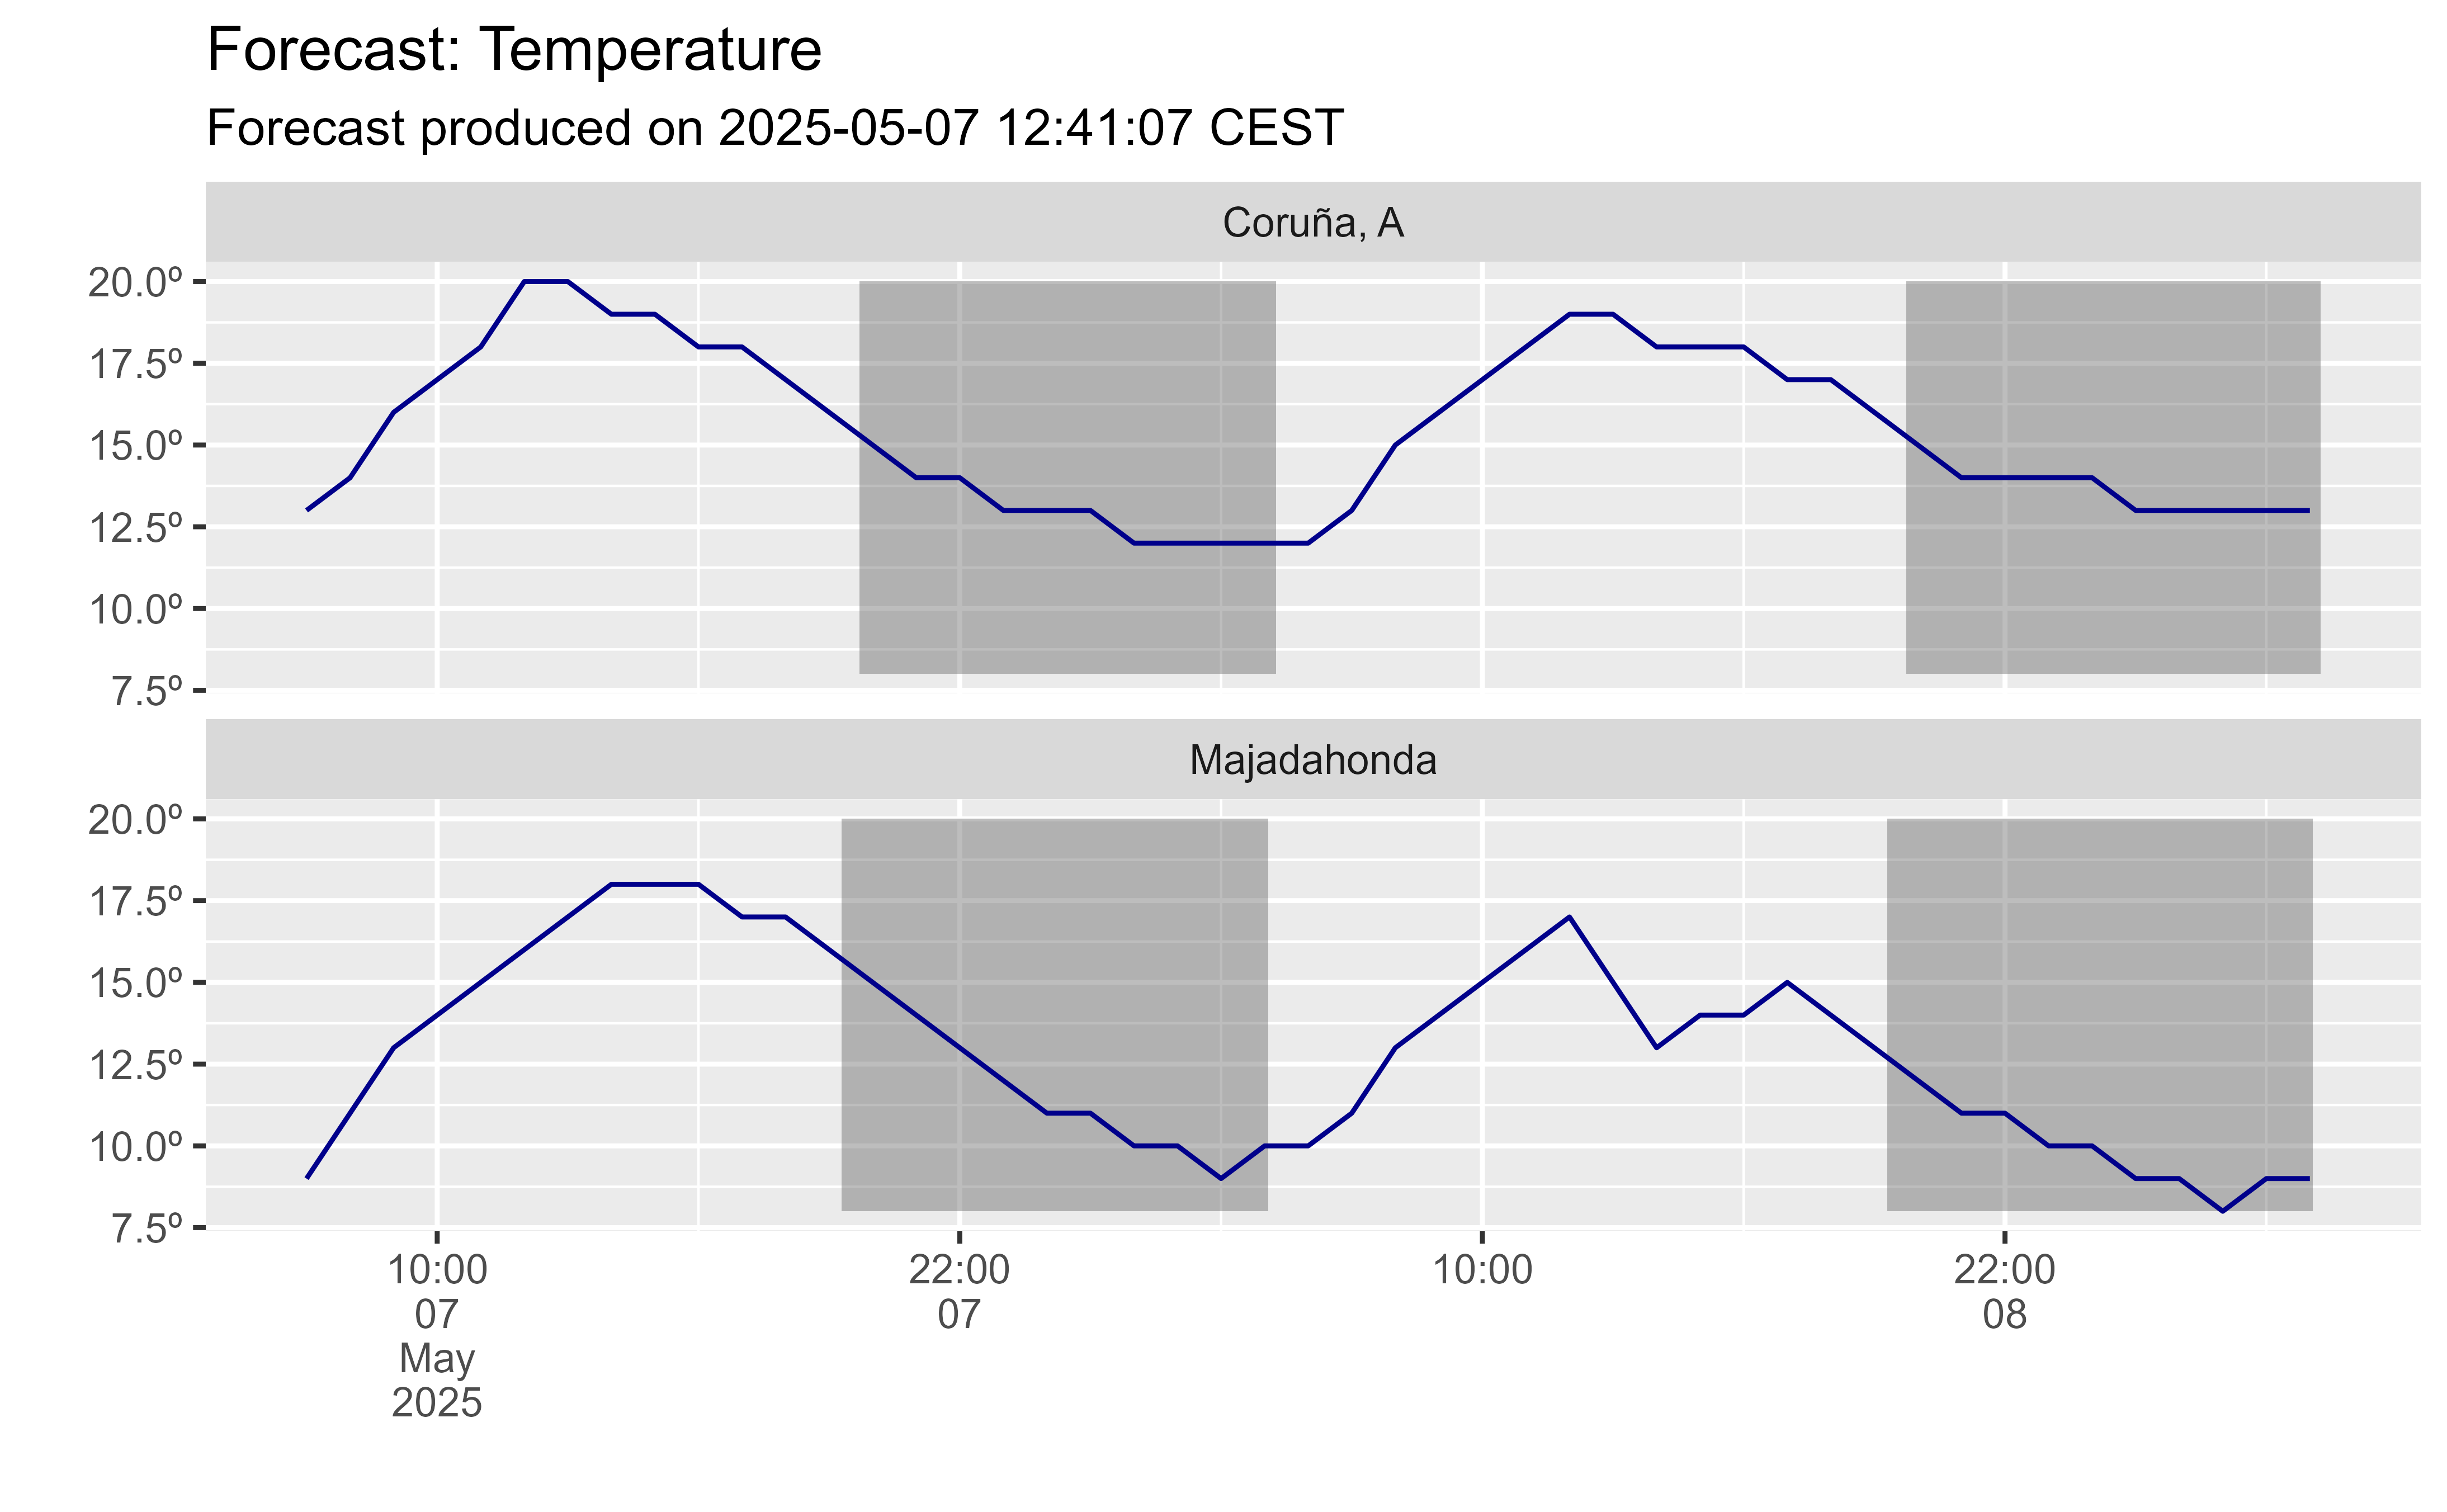 Forecast: Temperature
Forecast produced on 2025-05-07 12:41:07 CEST
Coruña, A
20.0º
17.5º
15.0º
12.5º
10.0º
7.5º
Majadahonda
20.0º
17.5º
15.0º
12.5º
10.0º
7.5º
10:00 22:00 10:00 22:00
07 07 08
May
2025